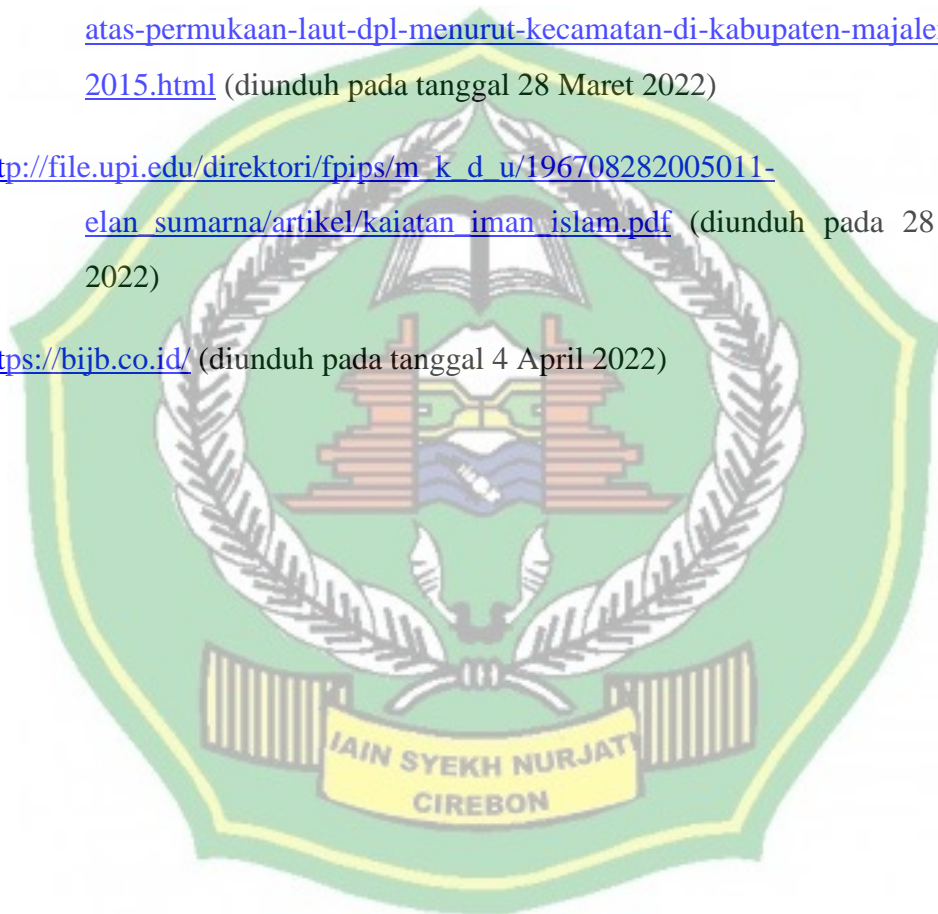 atas-permukaan-laut-dpl-menurut-kecamatan-di-kabupaten-majale
2015.html (diunduh pada tanggal 28 Maret 2022)
tp://file.upi.edu/direktori/fpips/m_k_d_u/196708282005011-
elan_sumarna/artikel/kaiatan_iman_islam.pdf (diunduh pada 28
2022)
tps://bijb.co.id/ (diunduh pada tanggal 4 April 2022)
IAIN SYEKH NURJATI
CIREBON